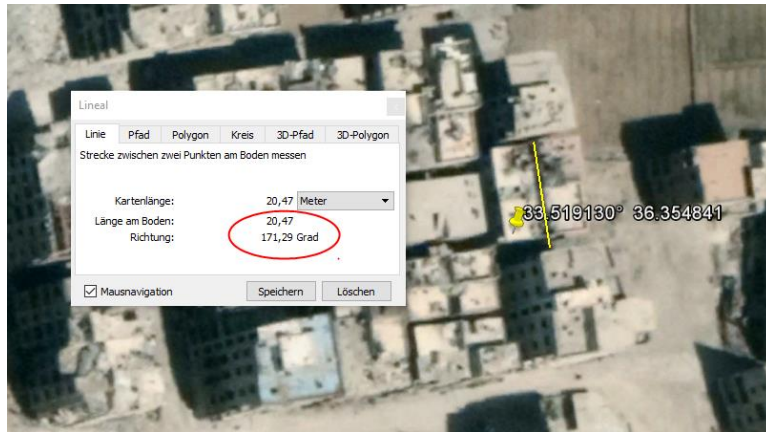 Lineal
x
Linie Pfad Polygon Kreis 3D-Pfad 3D-Polygon
Strecke zwischen zwei Punkten am Boden messen
Kartenlänge: 20,47 Meter
Länge am Boden: 20,47
Richtung: 171,29 Grad
Mausnavigation Speichern Löschen
33.519130° 36.354841